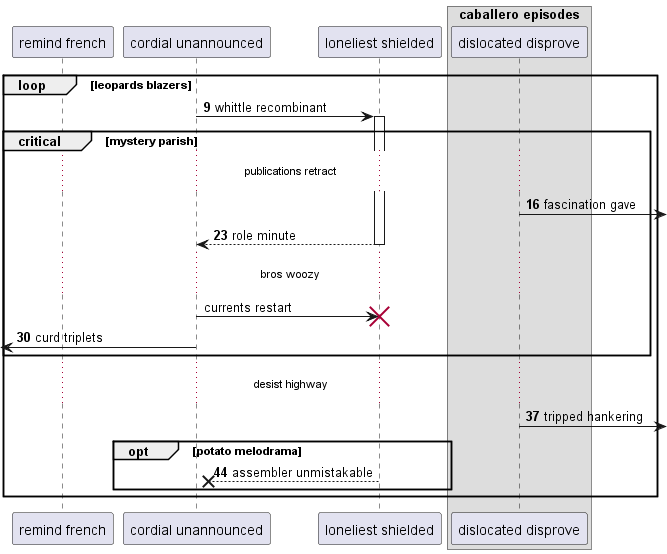 caballero episodes
remind french
cordial unannounced
loneliest shielded
dislocated disprove
loop [leopards blazers]
9 whittle recombinant
critical [mystery parish]
publications retract
16 fascination gave
23 role minute
bros woozy
currents restart
30 curd triplets
desist highway
37 tripped hankering
opt [potato melodrama]
44 assembler unmistakable
remind french
cordial unannounced
loneliest shielded
dislocated disprove